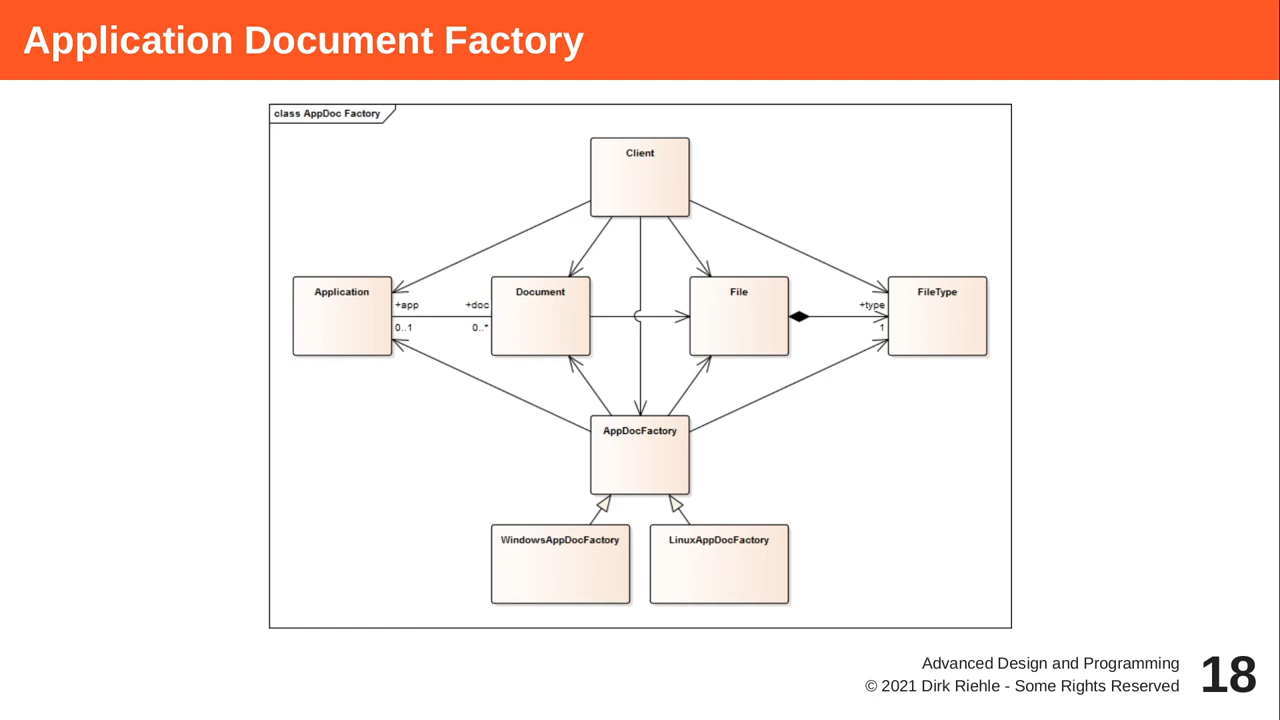 Application Document Factory
class AppDoc Factory
Client
Application
Document
File
FileType
+app
+doc
+type
0..1
0..*
1
AppDocFactory
WindowsAppDocFactory
LinuxAppDocFactory
Advanced Design and Programming
© 2021 Dirk Riehle - Some Rights Reserved
18